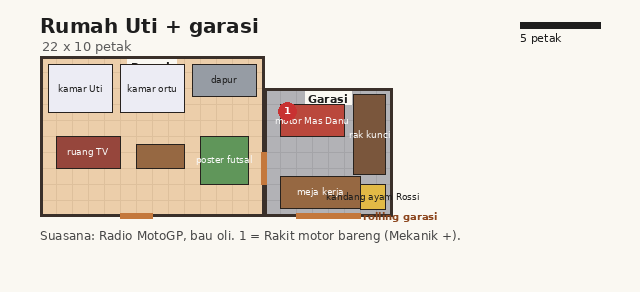 Rumah Uti + garasi
22 x 10 petak
5 petak
kamar Uti
kamar ortu
dapur
Garasi
1
motor Mas Danu
rak kunci
ruang TV
poster futsal
meja kerja
kandang ayam Rossi
rolling garasi
Suasana: Radio MotoGP, bau oli. 1 = Rakit motor bareng (Mekanik +).